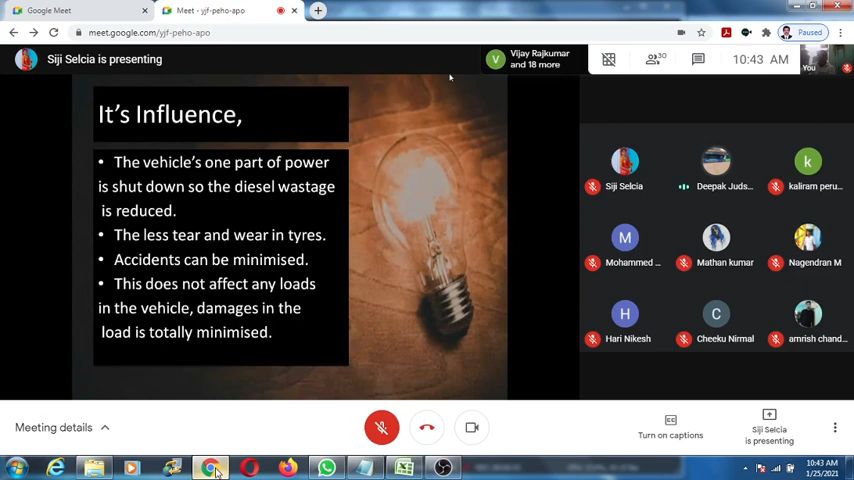 Google Meet
Meet - yjf-peho-apo
meet.google.com/yjf-peho-apo
Paused
Siji Selcia is presenting
V
Vijay Rajkumar
and 18 more
30
You
10:43 AM
It's Influence,
• The vehicle's one part of power
is shut down so the diesel wastage
is reduced.
• The less tear and wear in tyres.
• Accidents can be minimised.
• This does not affect any loads
in the vehicle, damages in the
load is totally minimised.
k
Siji Selcia
Deepak Juds...
kaliram peru...
M
Mohammed ...
Mathan kumar
Nagendran M
H
C
Hari Nikesh
Cheeku Nirmal
amrish chand...
Meeting details
Turn on captions
Siji Selcia
is presenting
10:43 AM
1/25/2021